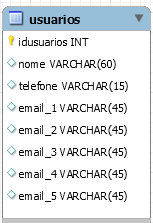 usuarios
idusuarios INT
nome VARCHAR(60)
telefone VARCHAR(15)
email_1 VARCHAR(45)
email_2 VARCHAR(45)
email_3 VARCHAR(45)
email_4 VARCHAR(45)
email_5 VARCHAR(45)